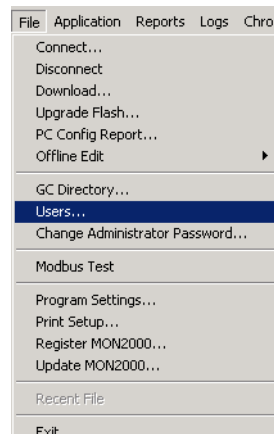 File Application Reports Logs Chro
Connect...
Disconnect
Download...
Upgrade Flash...
PC Config Report...
Offline Edit
GC Directory...
Users...
Change Administrator Password...
Modbus Test
Program Settings...
Print Setup...
Register MON2000...
Update MON2000...
Recent File
Exit